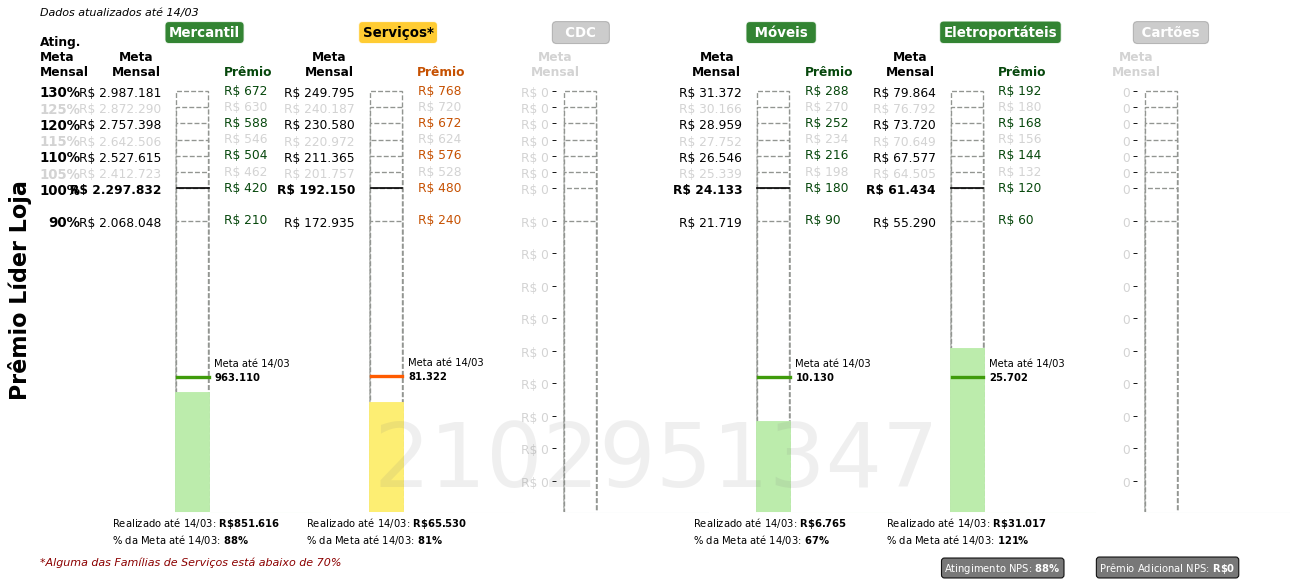 Dados atualizados até 14/03
Mercantil Serviços* CDC Móveis Eletroportáteis Cartões
Ating. Meta Mensal
Meta Mensal Prêmio Meta Mensal Prêmio Meta Mensal Meta Mensal Prêmio Meta Mensal Prêmio Meta Mensal
130% R$ 2.987.181 R$ 672 R$ 249.795 R$ 768 R$ 0 R$ 31.372 R$ 288 R$ 79.864 R$ 192 0
125% R$ 2.872.290 R$ 630 R$ 240.187 R$ 720 R$ 0 R$ 30.166 R$ 270 R$ 76.792 R$ 180 0
120% R$ 2.757.398 R$ 588 R$ 230.580 R$ 672 R$ 0 R$ 28.959 R$ 252 R$ 73.720 R$ 168 0
115% R$ 2.642.506 R$ 546 R$ 220.972 R$ 624 R$ 0 R$ 27.752 R$ 234 R$ 70.649 R$ 156 0
110% R$ 2.527.615 R$ 504 R$ 211.365 R$ 576 R$ 0 R$ 26.546 R$ 216 R$ 67.577 R$ 144 0
105% R$ 2.412.723 R$ 462 R$ 201.757 R$ 528 R$ 0 R$ 25.339 R$ 198 R$ 64.505 R$ 132 0
100% R$ 2.297.832 R$ 420 R$ 192.150 R$ 480 R$ 0 R$ 24.133 R$ 180 R$ 61.434 R$ 120 0
90% R$ 2.068.048 R$ 210 R$ 172.935 R$ 240 R$ 0 R$ 21.719 R$ 90 R$ 55.290 R$ 60 0
R$ 0 0
R$ 0 0
R$ 0 0
R$ 0 0
Meta até 14/03 Meta até 14/03 Meta até 14/03 Meta até 14/03
963.110 81.322 10.130 25.702
R$ 0 0
R$ 0 0
R$ 0 0
R$ 0 0
Prêmio Líder Loja
2102951347
Realizado até 14/03: R$851.616 Realizado até 14/03: R$65.530 Realizado até 14/03: R$6.765 Realizado até 14/03: R$31.017
% da Meta até 14/03: 88% % da Meta até 14/03: 81% % da Meta até 14/03: 67% % da Meta até 14/03: 121%
*Alguma das Famílias de Serviços está abaixo de 70%
Atingimento NPS: 88% Prêmio Adicional NPS: R$0